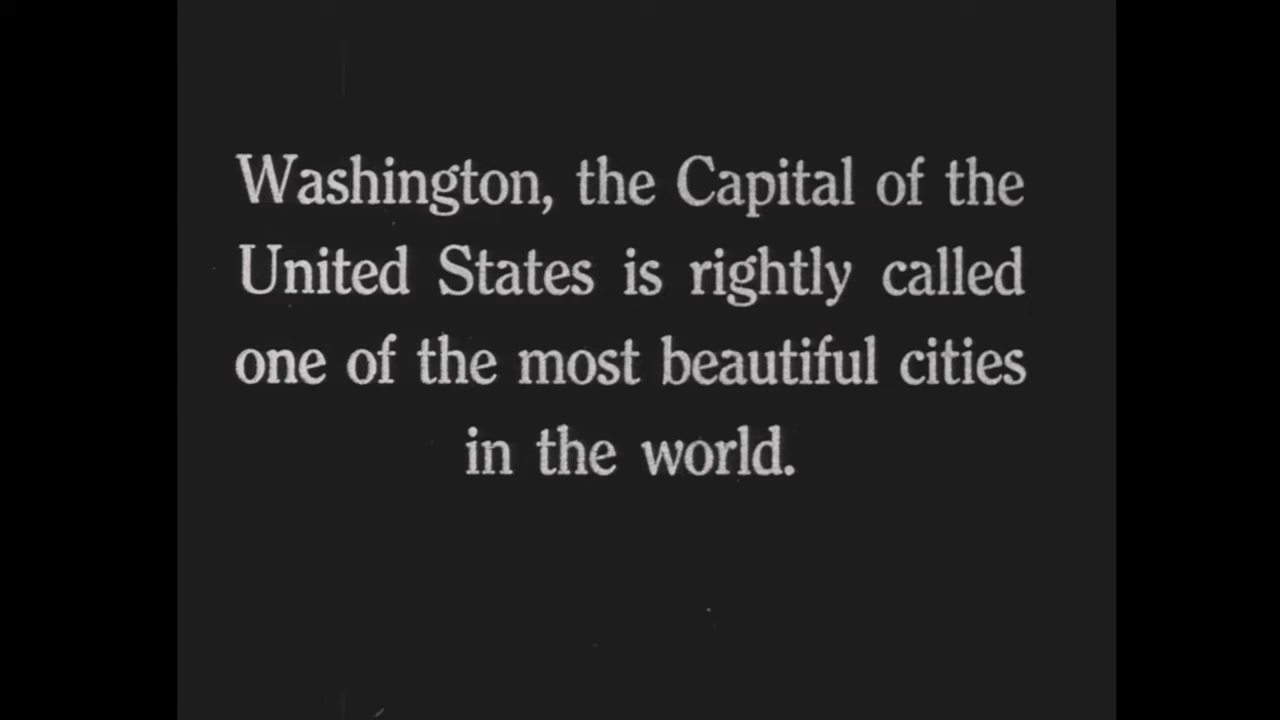 Washington, the Capital of the
United States is rightly called
one of the most beautiful cities
in the world.